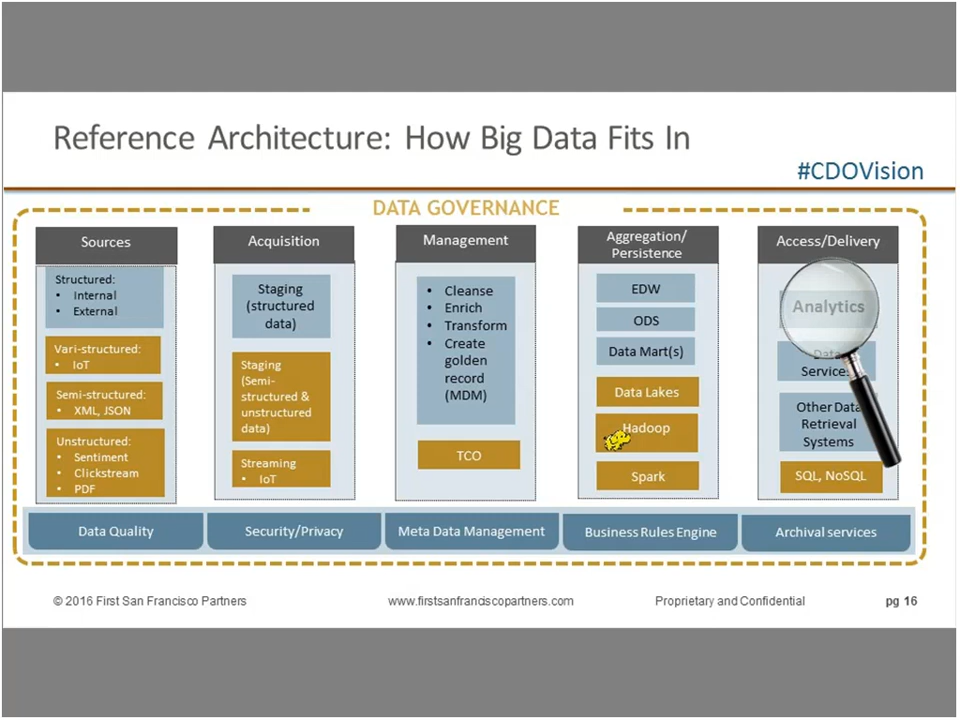 Reference Architecture: How Big Data Fits In
#CDOVision
DATA GOVERNANCE
Sources
Structured:
• Internal
• External
Vari-structured:
• IoT
Semi-structured:
• XML, JSON
Unstructured:
• Sentiment
• Clickstream
• PDF
Acquisition
Staging
(structured
data)
Staging
(Semi-
structured &
unstructured
data)
Streaming
• IoT
Management
• Cleanse
• Enrich
• Transform
• Create
golden
record
(MDM)
TCO
Aggregation/
Persistence
EDW
ODS
Data Mart(s)
Data Lakes
Hadoop
Spark
Access/Delivery
Analytics
Data
Services
Other Data
Retrieval
Systems
SQL, NoSQL
Data Quality
Security/Privacy
Meta Data Management
Business Rules Engine
Archival services
© 2016 First San Francisco Partners
www.firstsanfranciscopartners.com
Proprietary and Confidential
pg 16